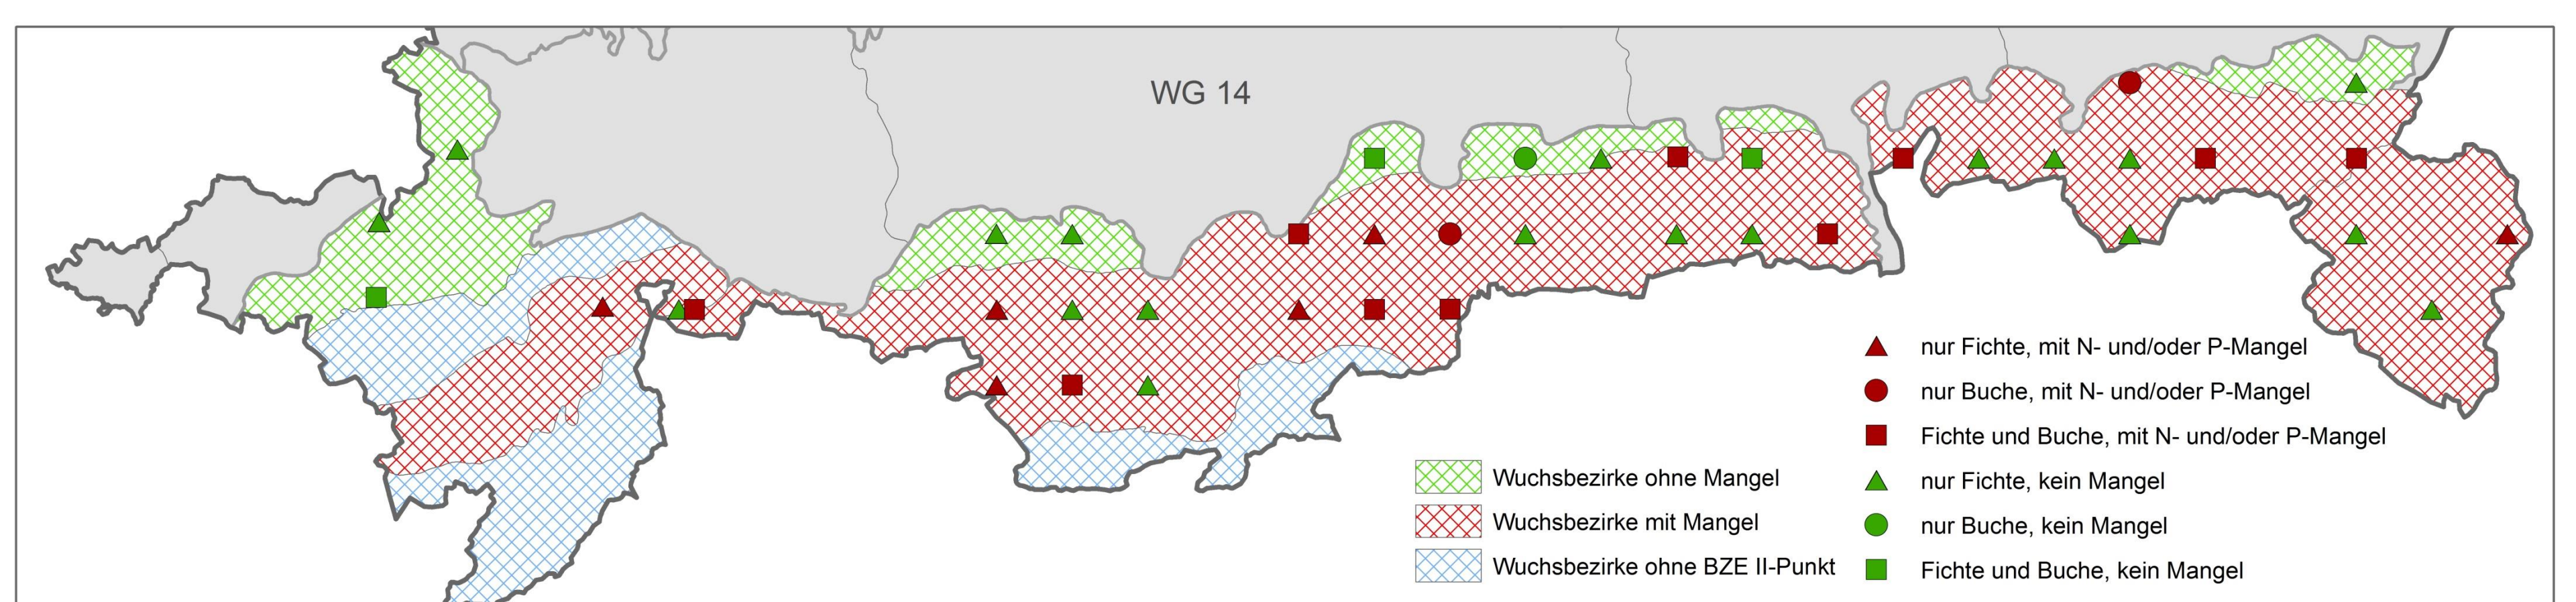 WG 14
Wuchsbezirke ohne Mangel
Wuchsbezirke mit Mangel
Wuchsbezirke ohne BZE II-Punkt
nur Fichte, mit N- und/oder P-Mangel
nur Buche, mit N- und/oder P-Mangel
Fichte und Buche, mit N- und/oder P-Mangel
nur Fichte, kein Mangel
nur Buche, kein Mangel
Fichte und Buche, kein Mangel